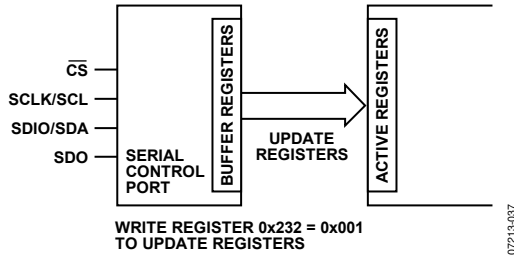 CS
SCLK/SCL
SDIO/SDA
SDO
SERIAL
CONTROL
PORT
BUFFER REGISTERS
UPDATE
REGISTERS
ACTIVE REGISTERS
WRITE REGISTER 0x232 = 0x001
TO UPDATE REGISTERS
07213-037